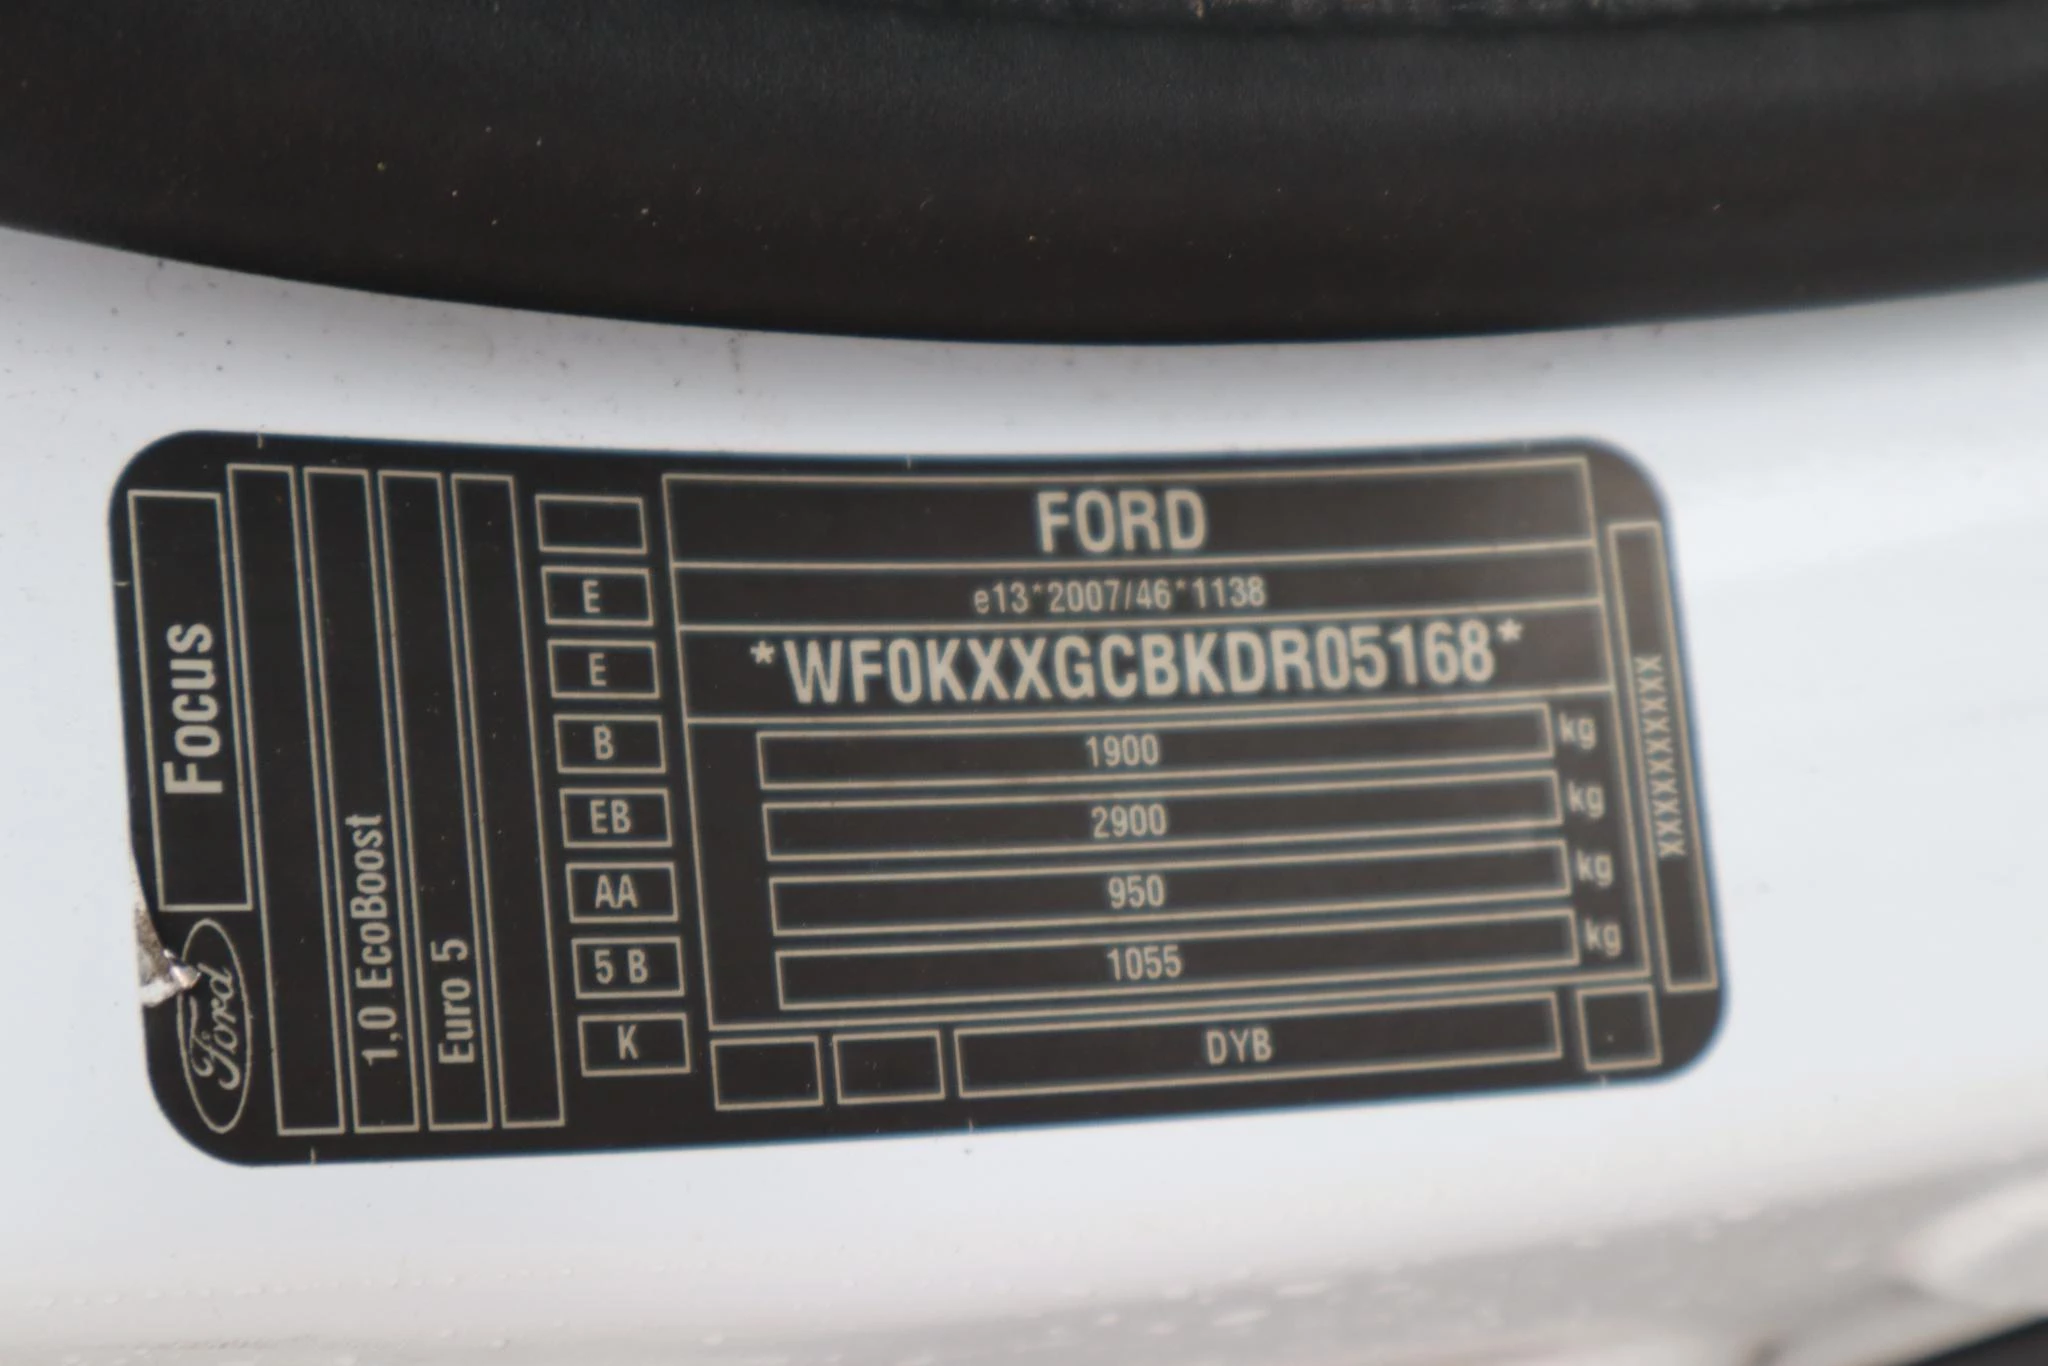 Focus
Ford
1,0 EcoBoost
Euro 5
E
E
B
EB
AA
5 B
K
FORD
e13*2007/46*1138
*WF0KXXGCBKDR05168*
1900 kg
2900 kg
950 kg
1055 kg
DYB
XXXXXXXXXX